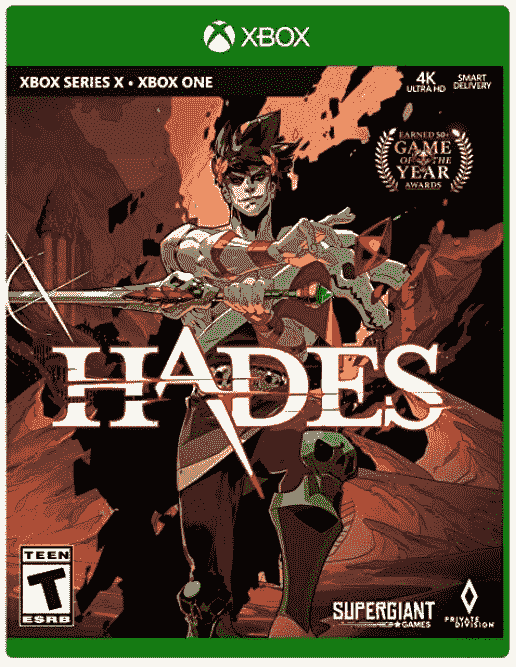 XBOX
XBOX SERIES X • XBOX ONE
4K
ULTRA HD
SMART
DELIVERY
EARNED 50+
GAME
OF THE
YEAR
AWARDS
HADES
TEEN
T
ESRB
SUPERGIANT
GAMES
PRIVATE
DIVISION